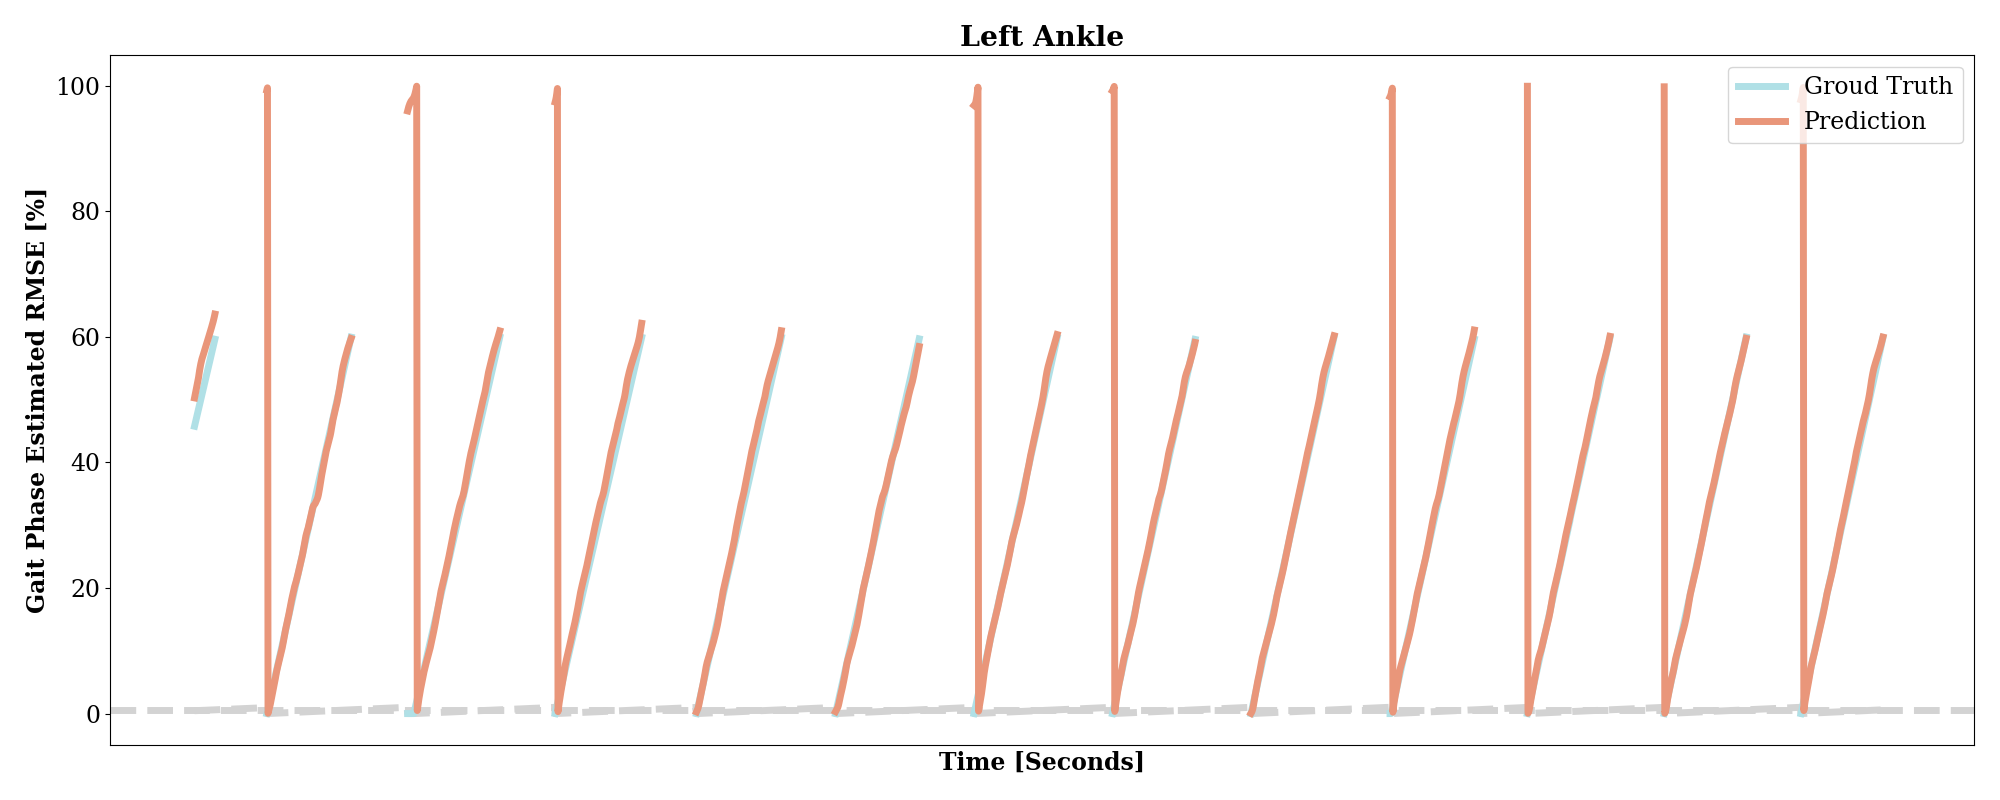 Left Ankle
Gait Phase Estimated RMSE [%]
100
80
60
40
20
0
Groud Truth
Prediction
Time [Seconds]